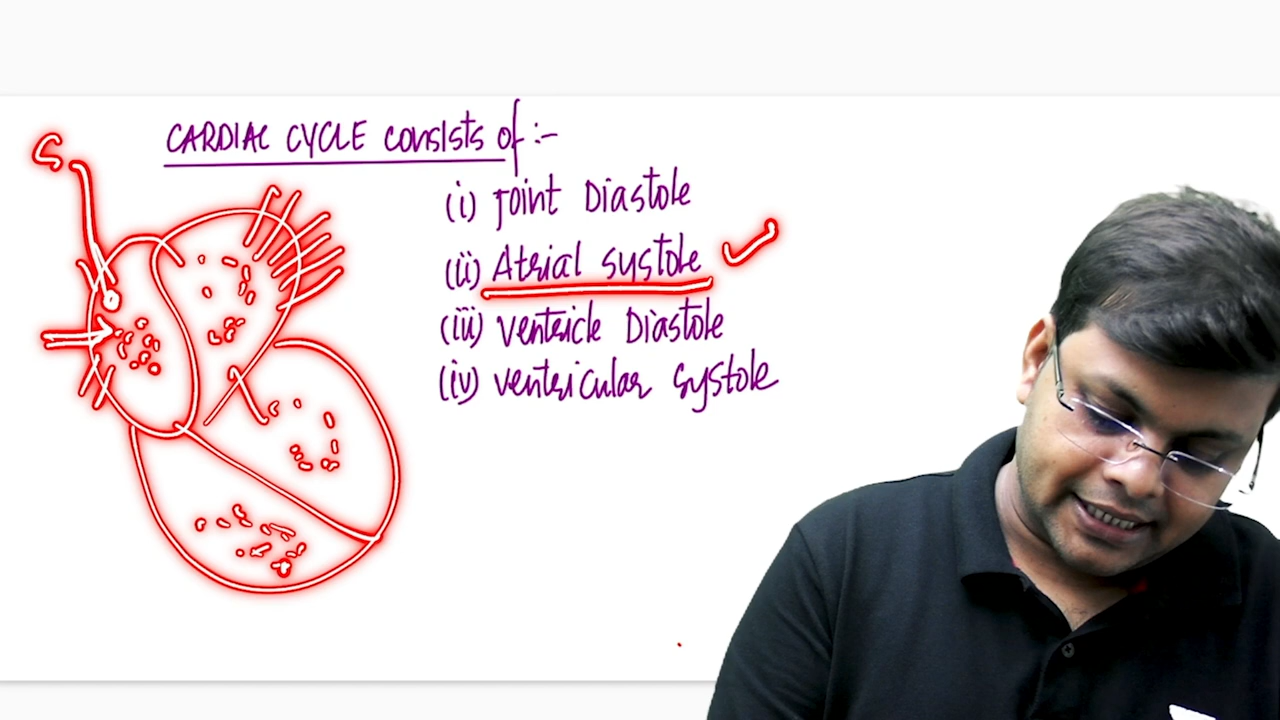 CARDIAC CYCLE consists of :-
S
(i) Joint Diastole
(ii) Atrial systole
(iii) ventricle Diastole
(iv) ventricular systole